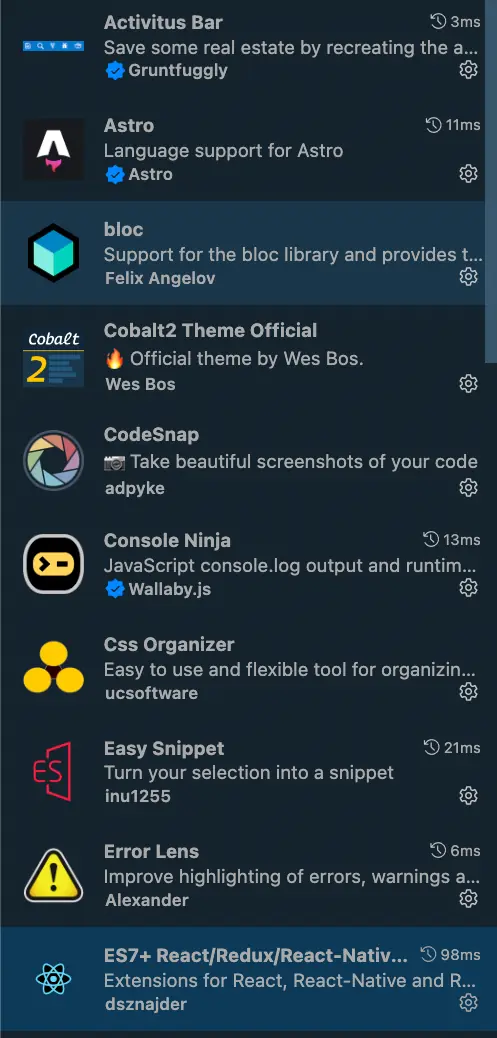 Activitus Bar 3ms
Save some real estate by recreating the a...
Gruntfuggly
Astro 11ms
Language support for Astro
Astro
bloc
Support for the bloc library and provides t...
Felix Angelov
Cobalt2 Theme Official
Cobalt
2
🔥 Official theme by Wes Bos.
Wes Bos
CodeSnap
📷 Take beautiful screenshots of your code
adpyke
Console Ninja 13ms
JavaScript console.log output and runtim...
Wallaby.js
Css Organizer
Easy to use and flexible tool for organizin...
ucsoftware
Easy Snippet 21ms
ES
Turn your selection into a snippet
inu1255
Error Lens 6ms
Improve highlighting of errors, warnings a...
Alexander
ES7+ React/Redux/React-Nativ... 98ms
Extensions for React, React-Native and R...
dsznajder